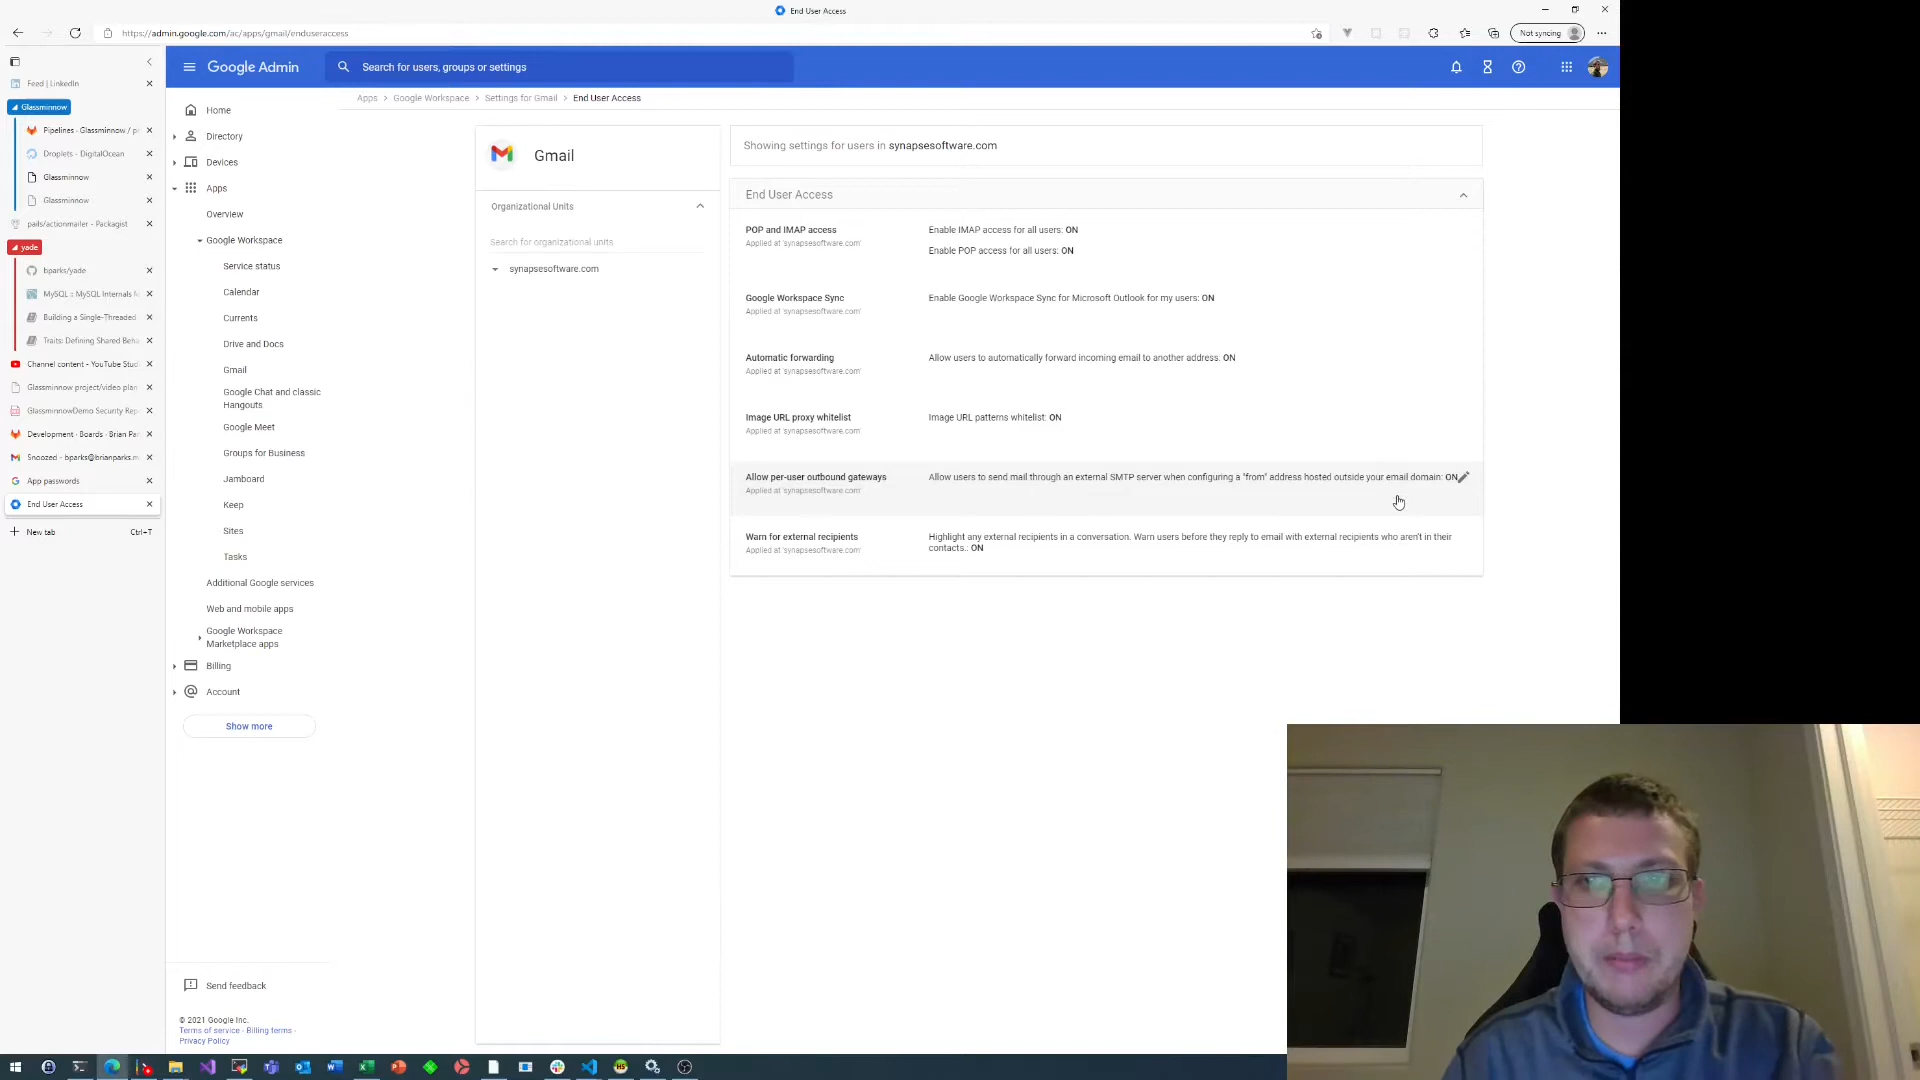 End User Access
https://admin.google.com/ac/apps/gmail/enduseraccess
Not syncing
Feed | LinkedIn
Glassminnow
Pipelines · Glassminnow / p
Droplets - DigitalOcean
Glassminnow
Glassminnow
pails/actionmailer - Packagist
yade
bparks/yade
MySQL :: MySQL Internals M
Building a Single-Threaded
Traits: Defining Shared Beha
Channel content - YouTube Stud
Glassminnow project/video plan
GlassminnowDemo Security Rep
Development · Boards · Brian Par
Snoozed - bparks@brianparks.m
App passwords
End User Access
New tab
Ctrl+T
Google Admin
Search for users, groups or settings
Home
Directory
Devices
Apps
Overview
Google Workspace
Service status
Calendar
Currents
Drive and Docs
Gmail
Google Chat and classic
Hangouts
Google Meet
Groups for Business
Jamboard
Keep
Sites
Tasks
Additional Google services
Web and mobile apps
Google Workspace
Marketplace apps
Billing
Account
Show more
Send feedback
© 2021 Google Inc.
Terms of service - Billing terms -
Privacy Policy
Apps > Google Workspace > Settings for Gmail > End User Access
Gmail
Organizational Units
Search for organizational units
synapsesoftware.com
Showing settings for users in synapsesoftware.com
End User Access
POP and IMAP access
Applied at 'synapsesoftware.com'
Enable IMAP access for all users: ON
Enable POP access for all users: ON
Google Workspace Sync
Applied at 'synapsesoftware.com'
Enable Google Workspace Sync for Microsoft Outlook for my users: ON
Automatic forwarding
Applied at 'synapsesoftware.com'
Allow users to automatically forward incoming email to another address: ON
Image URL proxy whitelist
Applied at 'synapsesoftware.com'
Image URL patterns whitelist: ON
Allow per-user outbound gateways
Applied at 'synapsesoftware.com'
Allow users to send mail through an external SMTP server when configuring a "from" address hosted outside your email domain: ON
Warn for external recipients
Applied at 'synapsesoftware.com'
Highlight any external recipients in a conversation. Warn users before they reply to email with external recipients who aren't in their
contacts.: ON